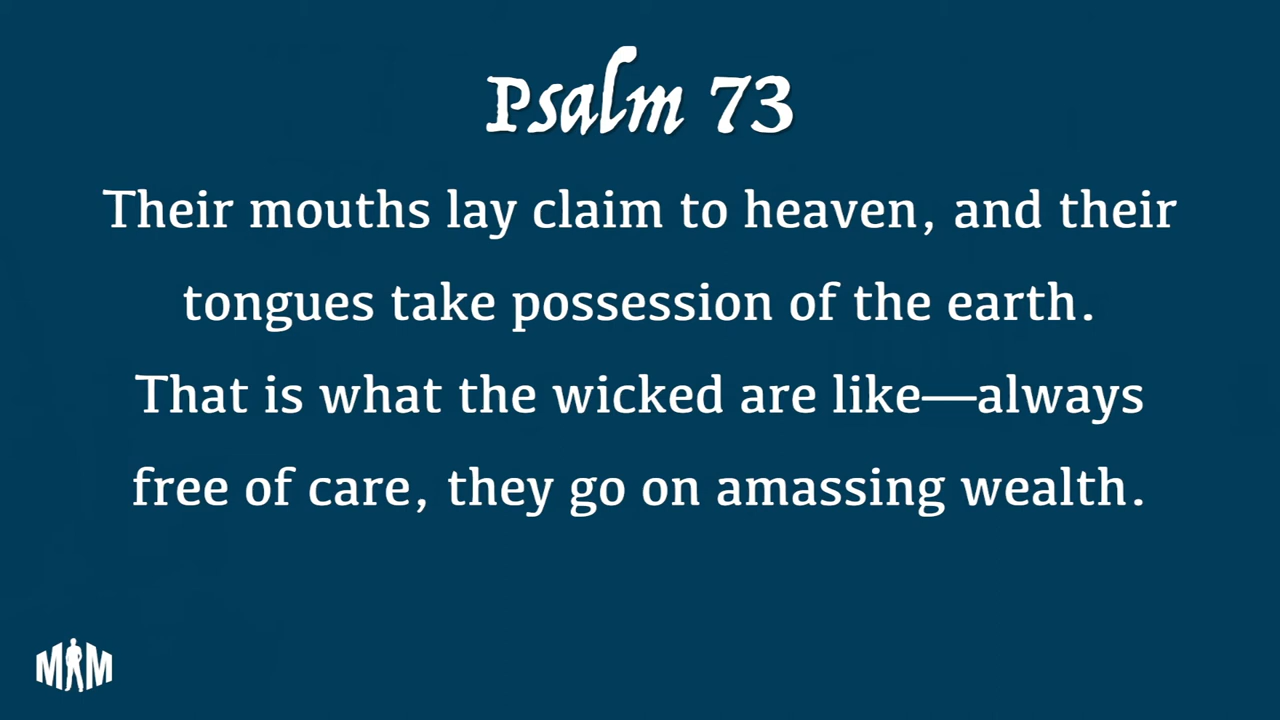 Psalm 73
Their mouths lay claim to heaven, and their
tongues take possession of the earth.
That is what the wicked are like—always
free of care, they go on amassing wealth.
MM